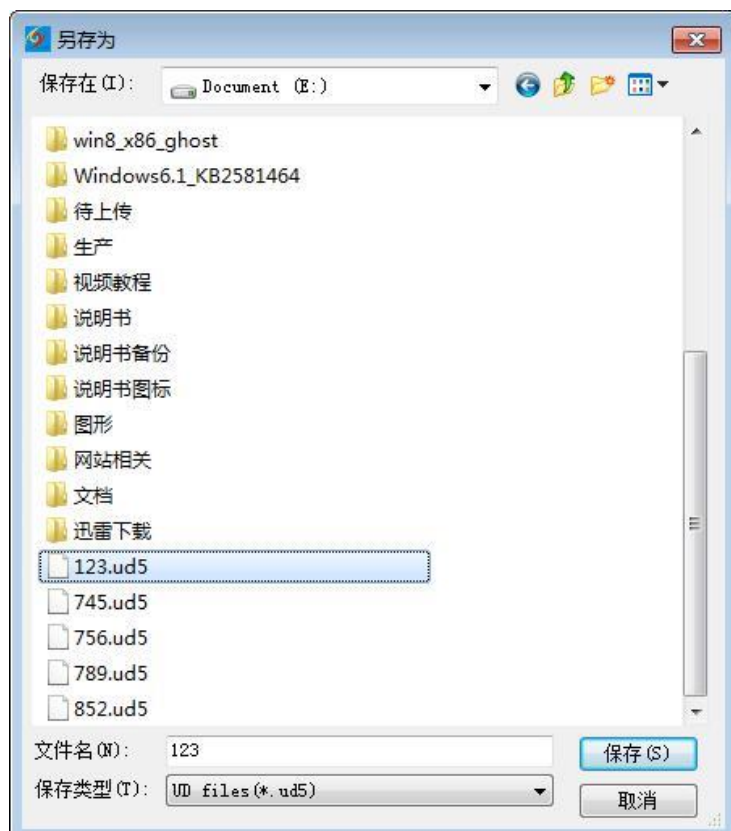 另存为
保存在(I): Document (E:)
win8_x86_ghost
Windows6.1_KB2581464
待上传
生产
视频教程
说明书
说明书备份
说明书图标
图形
网站相关
文档
迅雷下载
123.ud5
745.ud5
756.ud5
789.ud5
852.ud5
文件名(N): 123 保存(S)
保存类型(T): UD files(*.ud5) 取消